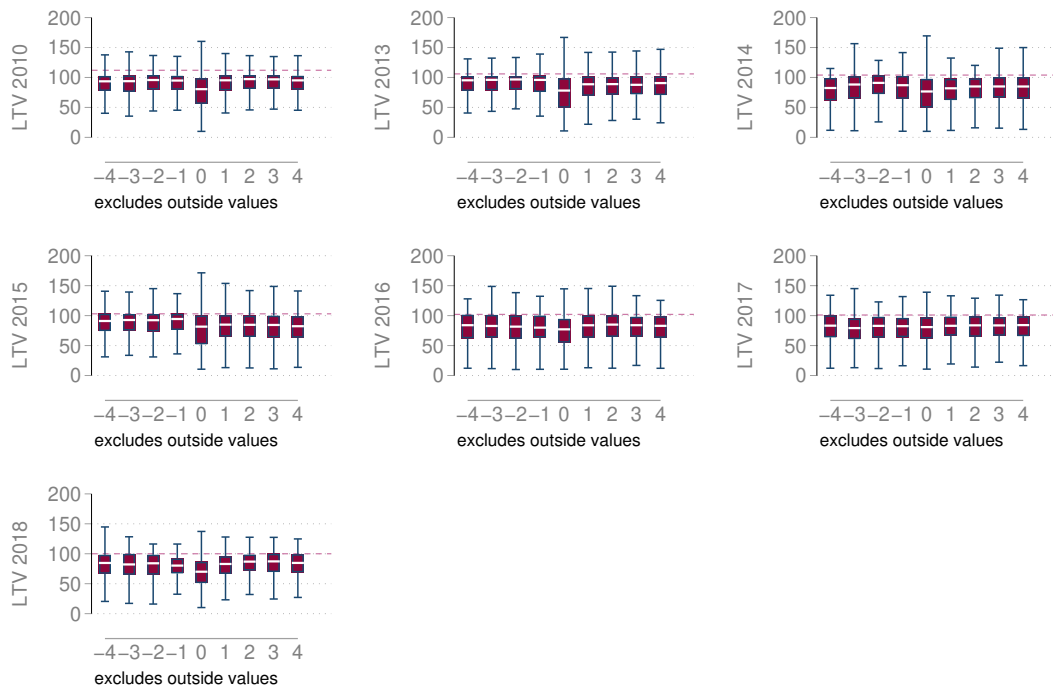 LTV 2010
200
150
100
50
0
−4 −3 −2 −1 0 1 2 3 4
excludes outside values
LTV 2013
200
150
100
50
0
−4 −3 −2 −1 0 1 2 3 4
excludes outside values
LTV 2014
200
150
100
50
0
−4 −3 −2 −1 0 1 2 3 4
excludes outside values
LTV 2015
200
150
100
50
0
−4 −3 −2 −1 0 1 2 3 4
excludes outside values
LTV 2016
200
150
100
50
0
−4 −3 −2 −1 0 1 2 3 4
excludes outside values
LTV 2017
200
150
100
50
0
−4 −3 −2 −1 0 1 2 3 4
excludes outside values
LTV 2018
200
150
100
50
0
−4 −3 −2 −1 0 1 2 3 4
excludes outside values